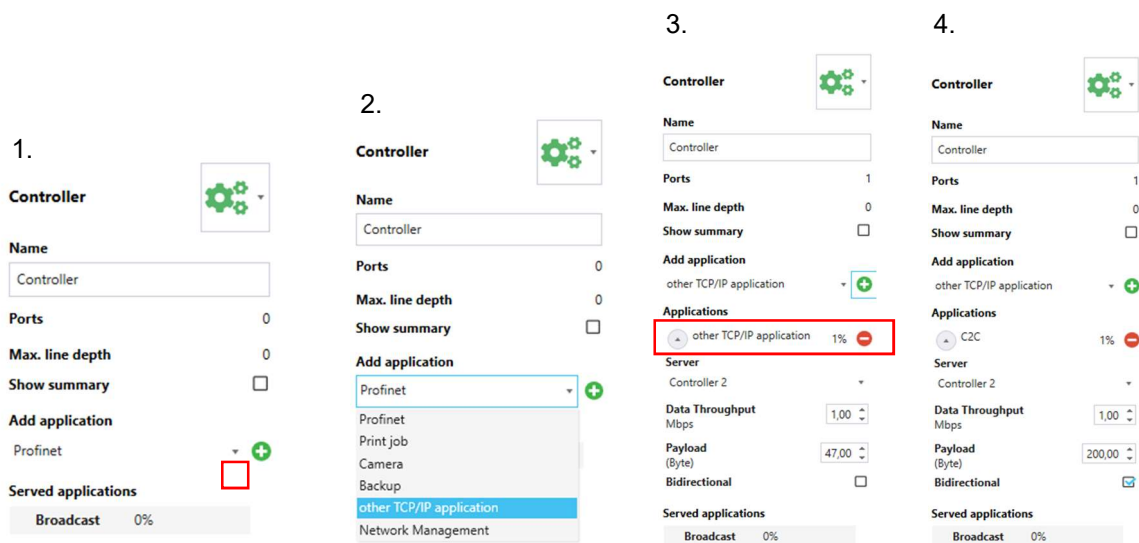 1.
Controller
Name
Controller
Ports 0
Max. line depth 0
Show summary
Add application
Profinet
Served applications
Broadcast 0%
2.
Controller
Name
Controller
Ports 0
Max. line depth 0
Show summary
Add application
Profinet
Profinet
Print job
Camera
Backup
other TCP/IP application
Network Management
3.
Controller
Name
Controller
Ports 1
Max. line depth 0
Show summary
Add application
other TCP/IP application
Applications
other TCP/IP application 1%
Server
Controller 2
Data Throughput 1,00
Mbps
Payload 47,00
(Byte)
Bidirectional
Served applications
Broadcast 0%
4.
Controller
Name
Controller
Ports 1
Max. line depth 0
Show summary
Add application
other TCP/IP application
Applications
C2C 1%
Server
Controller 2
Data Throughput 1,00
Mbps
Payload 200,00
(Byte)
Bidirectional
Served applications
Broadcast 0%